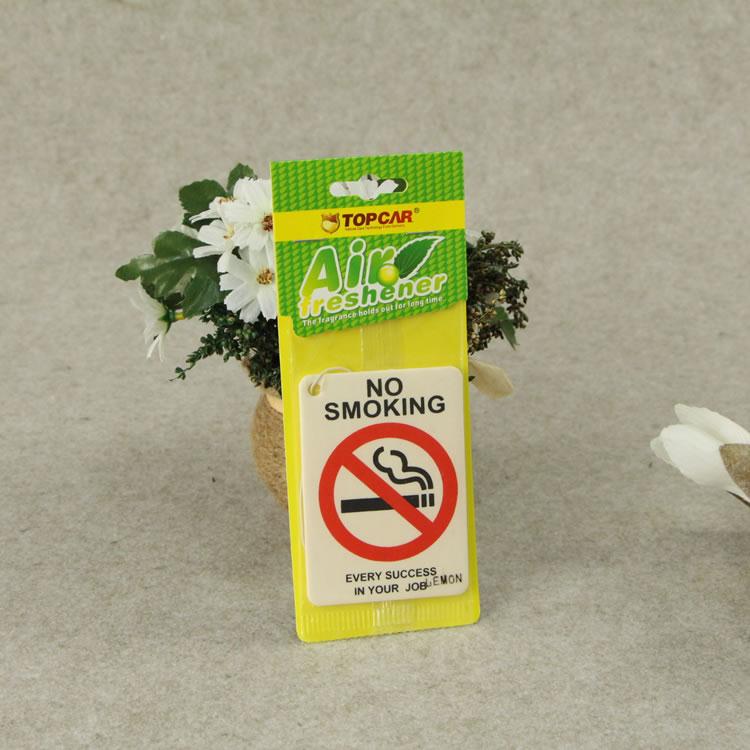 TOPCAR®
Air
freshener
The fragrance holds out for long time
NO
SMOKING
EVERY SUCCESS
IN YOUR JOB
LEMON